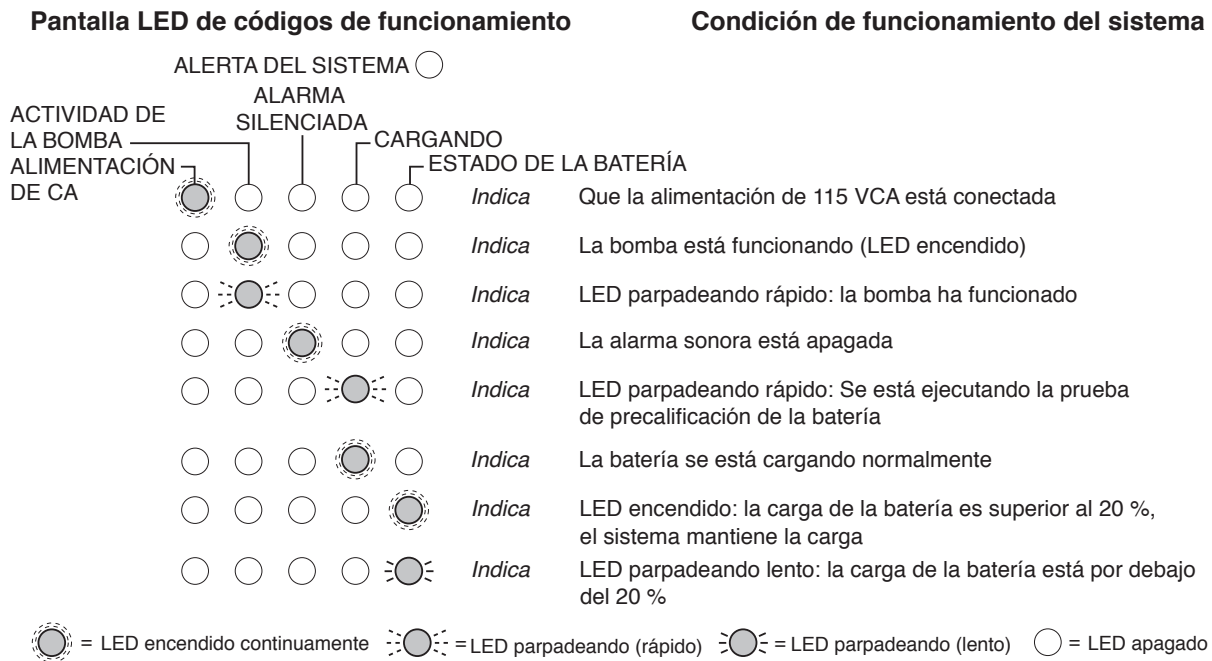 Pantalla LED de códigos de funcionamiento
Condición de funcionamiento del sistema
ALERTA DEL SISTEMA
ALARMA
SILENCIADA
ACTIVIDAD DE
LA BOMBA
CARGANDO
ALIMENTACIÓN
DE CA
ESTADO DE LA BATERÍA
Indica Que la alimentación de 115 VCA está conectada
Indica La bomba está funcionando (LED encendido)
Indica LED parpadeando rápido: la bomba ha funcionado
Indica La alarma sonora está apagada
Indica LED parpadeando rápido: Se está ejecutando la prueba
de precalificación de la batería
Indica La batería se está cargando normalmente
Indica LED encendido: la carga de la batería es superior al 20 %,
el sistema mantiene la carga
Indica LED parpadeando lento: la carga de la batería está por debajo
del 20 %
= LED encendido continuamente = LED parpadeando (rápido) = LED parpadeando (lento) = LED apagado